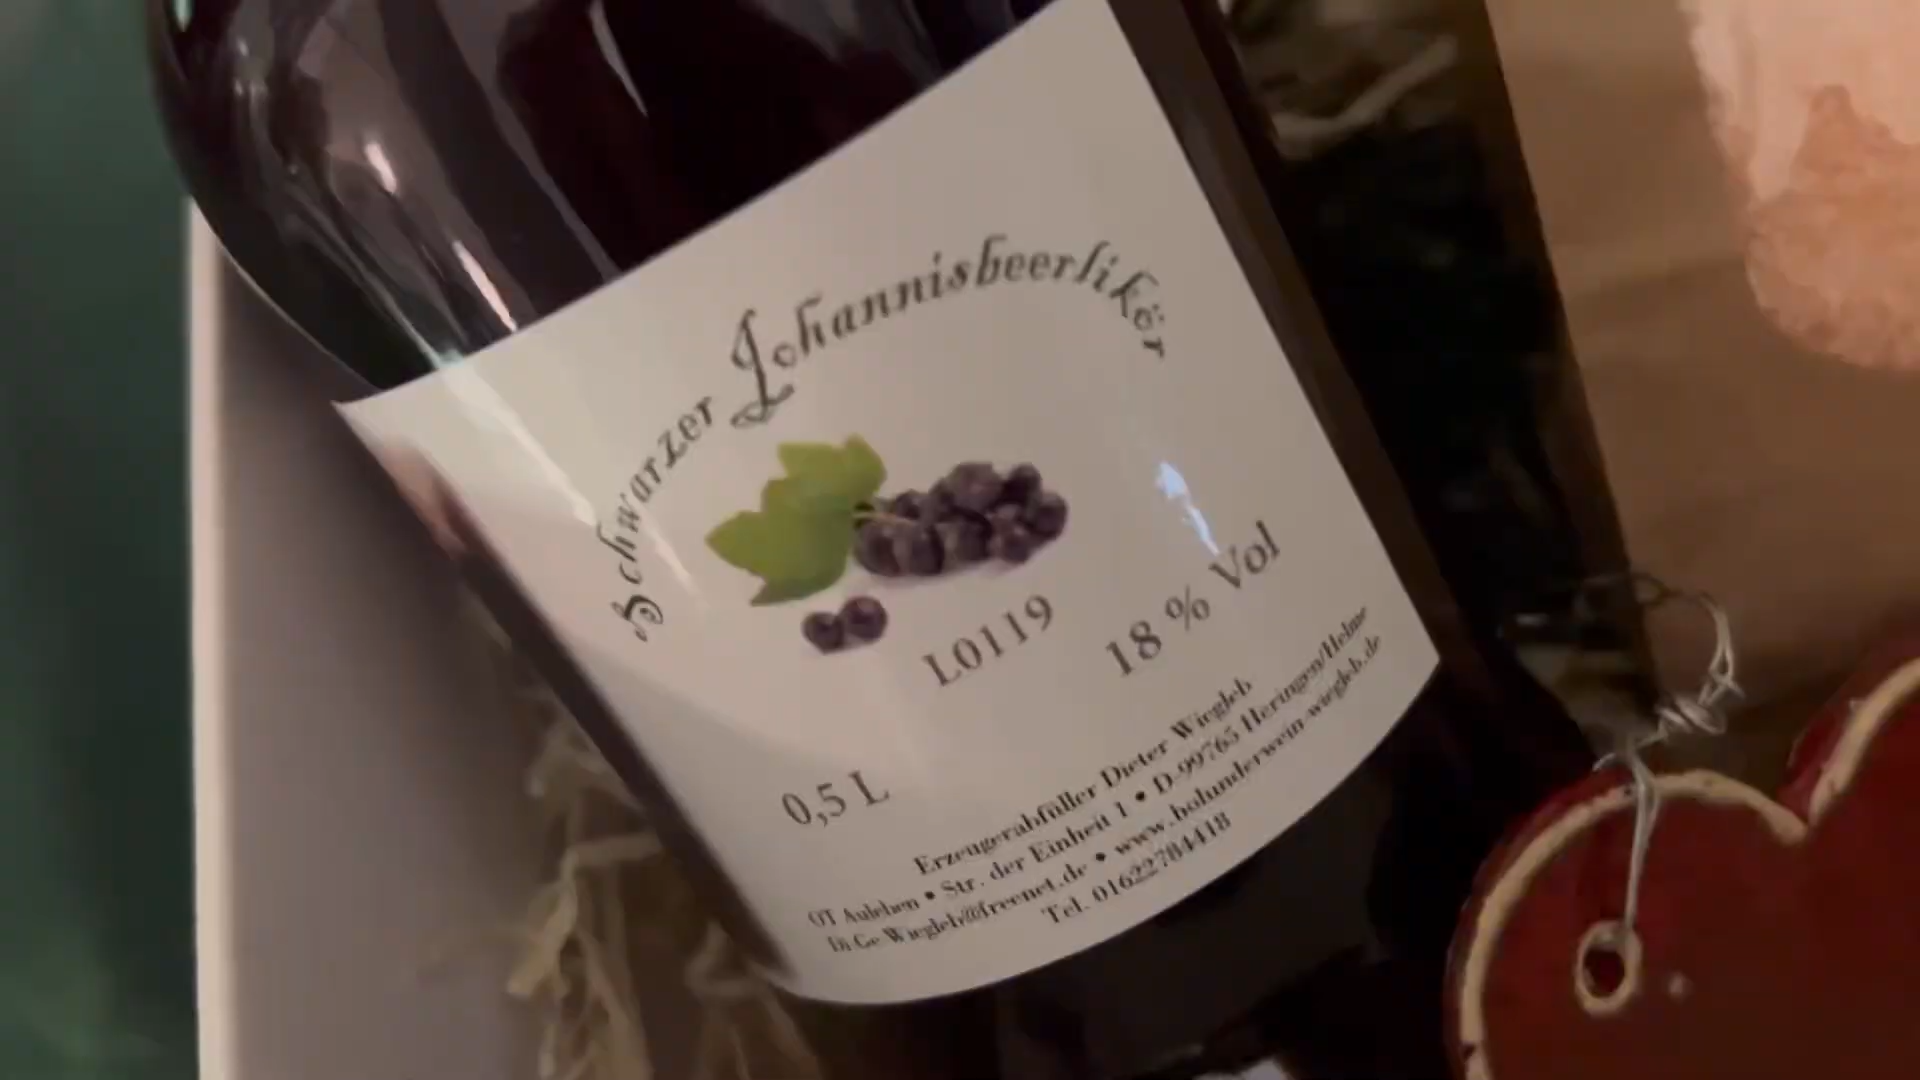 Schwarzer Johannisbeerlikör
L0119
18 % Vol
0,5 L
Erzeugerabfüller Dieter Wiegleb
OT Auleben • Str. der Einheit 1 • D-99765 Heringen/Helme
Di-Ge-Wiegleb@freenet.de • www.holunderwein-wiegleb.de
Tel. 01622784418